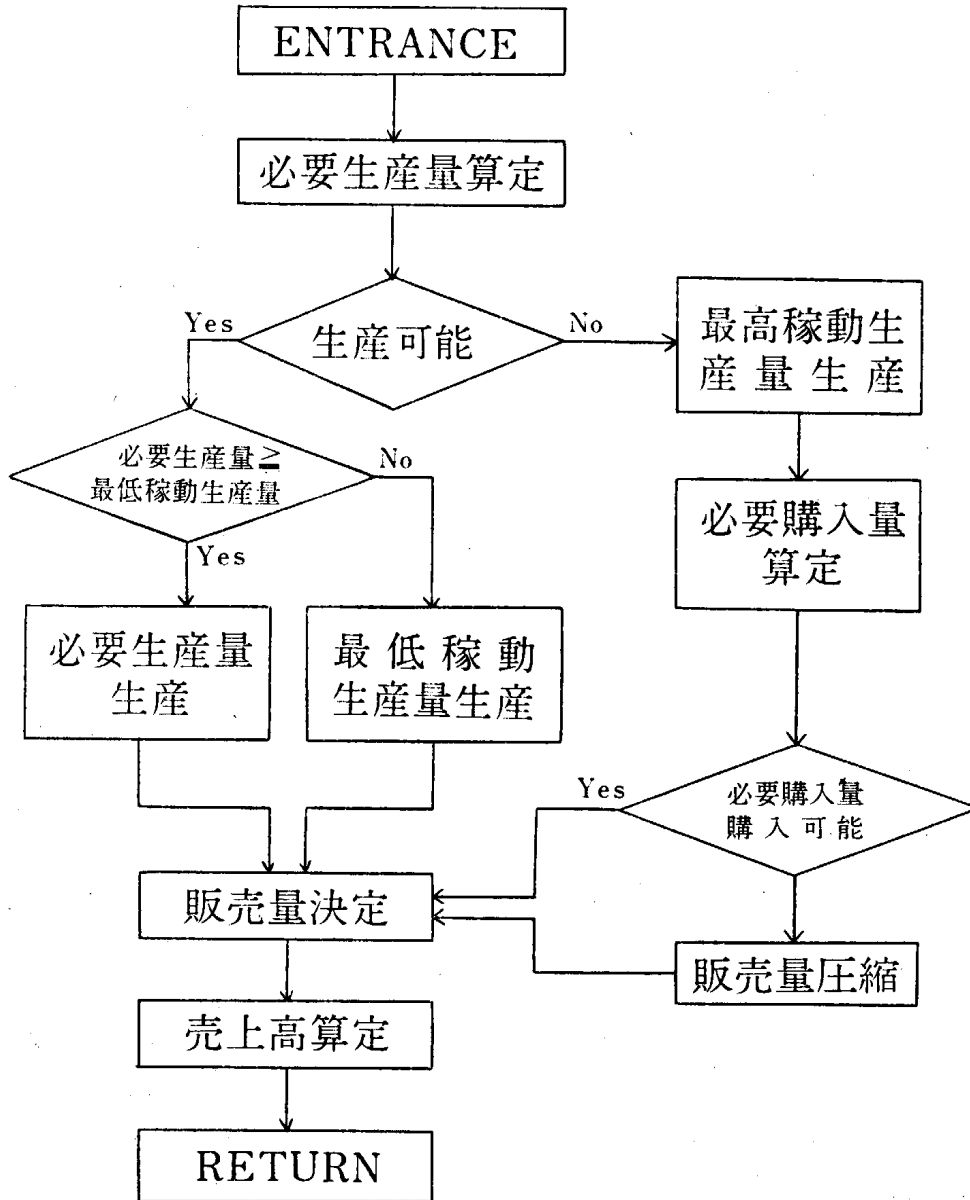 ENTRANCE
必要生産量算定
生産可能
Yes
No
最高稼動生
産量生産
必要生産量≧
最低稼動生産量
No
Yes
必要購入量
算定
必要生産量
生産
最低稼動
生産量生産
Yes
必要購入量
購入可能
販売量決定
販売量圧縮
売上高算定
RETURN